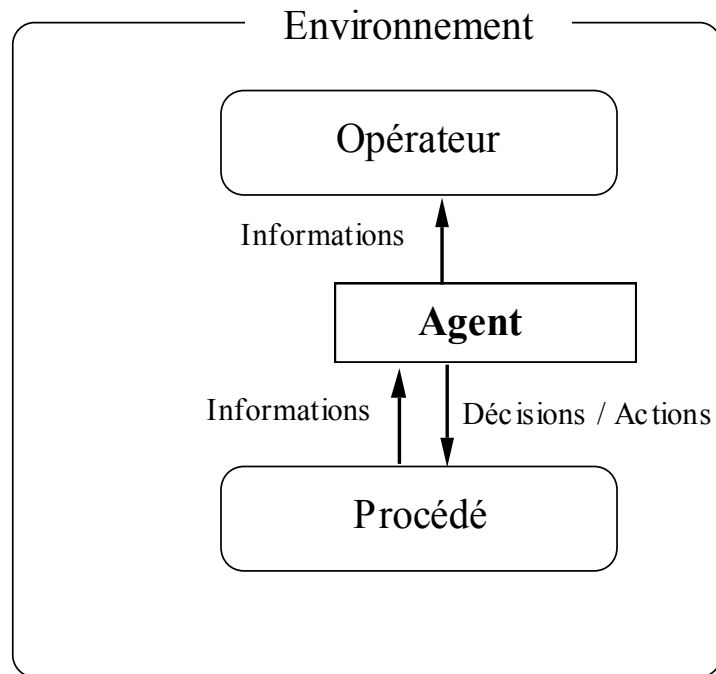 Environnement
Opérateur
Informations
Agent
Informations
Décisions / Actions
Procédé